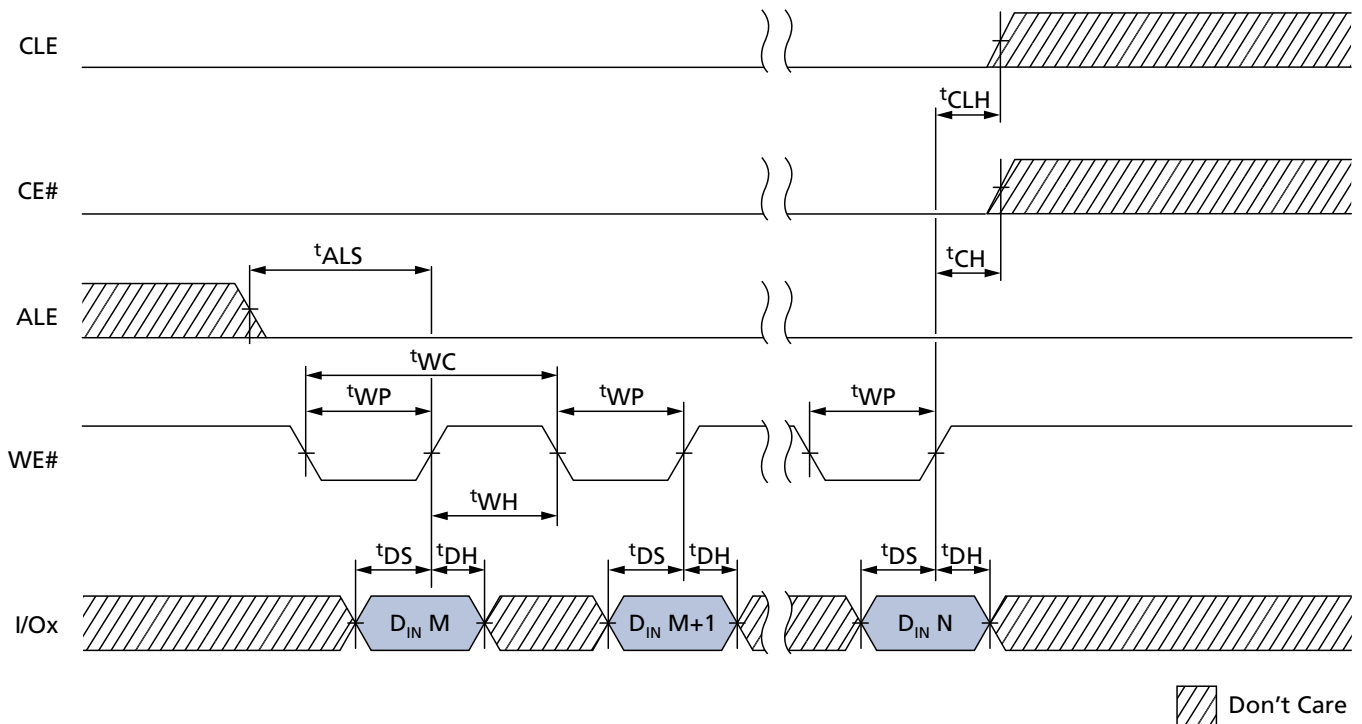 CLE
tCLH
CE#
tCH
tALS
ALE
tWC
tWP
tWP
tWP
WE#
tWH
tDS
tDH
tDS
tDH
tDS
tDH
I/Ox
DIN M
DIN M+1
DIN N
Don't Care